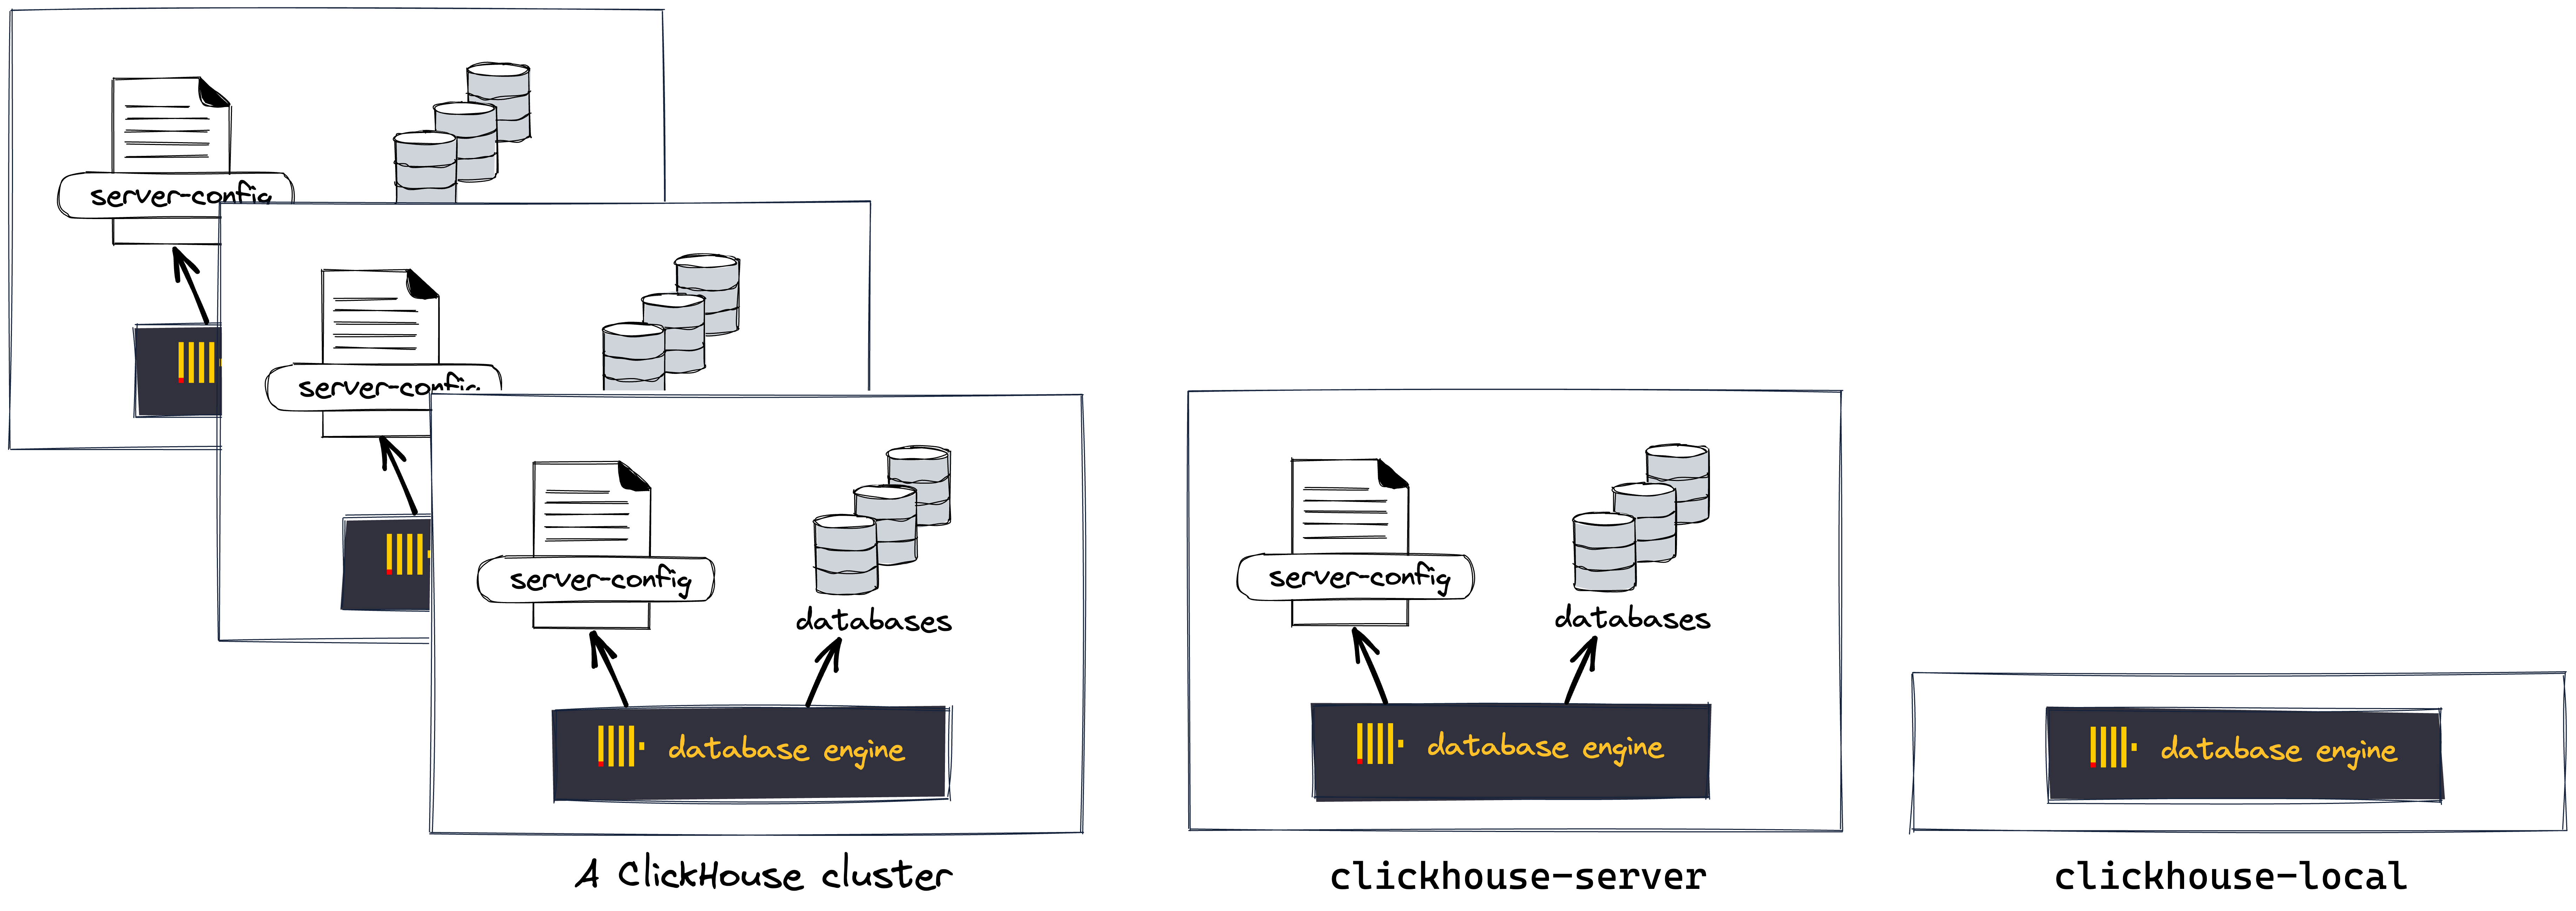 server-config
server-config
server-config
databases
database engine
A ClickHouse cluster
server-config
databases
database engine
clickhouse-server
database engine
clickhouse-local